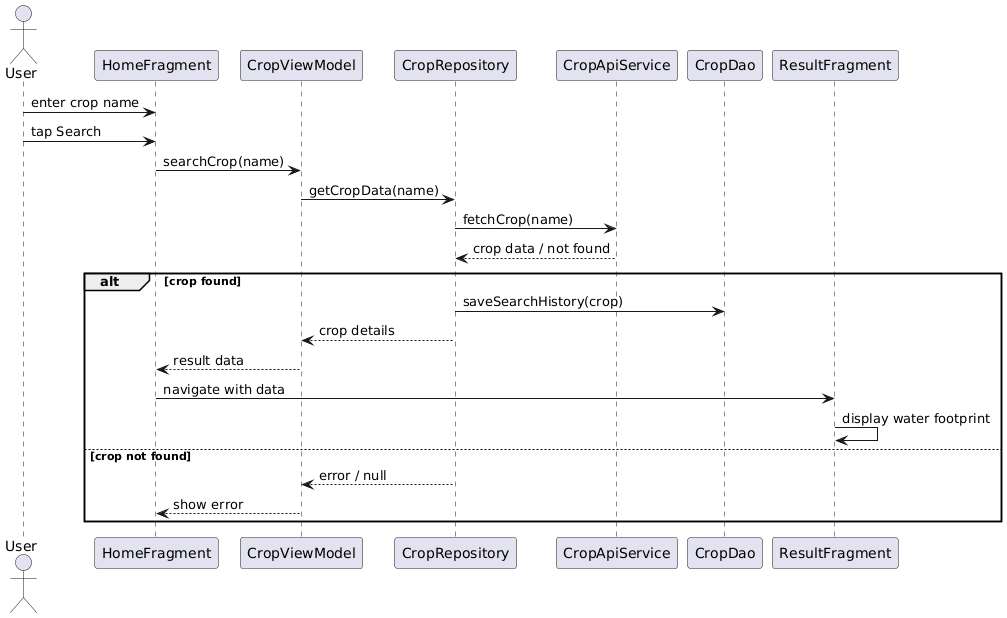 User
HomeFragment
CropViewModel
CropRepository
CropApiService
CropDao
ResultFragment
enter crop name
tap Search
searchCrop(name)
getCropData(name)
fetchCrop(name)
crop data / not found
alt
[crop found]
saveSearchHistory(crop)
crop details
result data
navigate with data
display water footprint
[crop not found]
error / null
show error
User
HomeFragment
CropViewModel
CropRepository
CropApiService
CropDao
ResultFragment